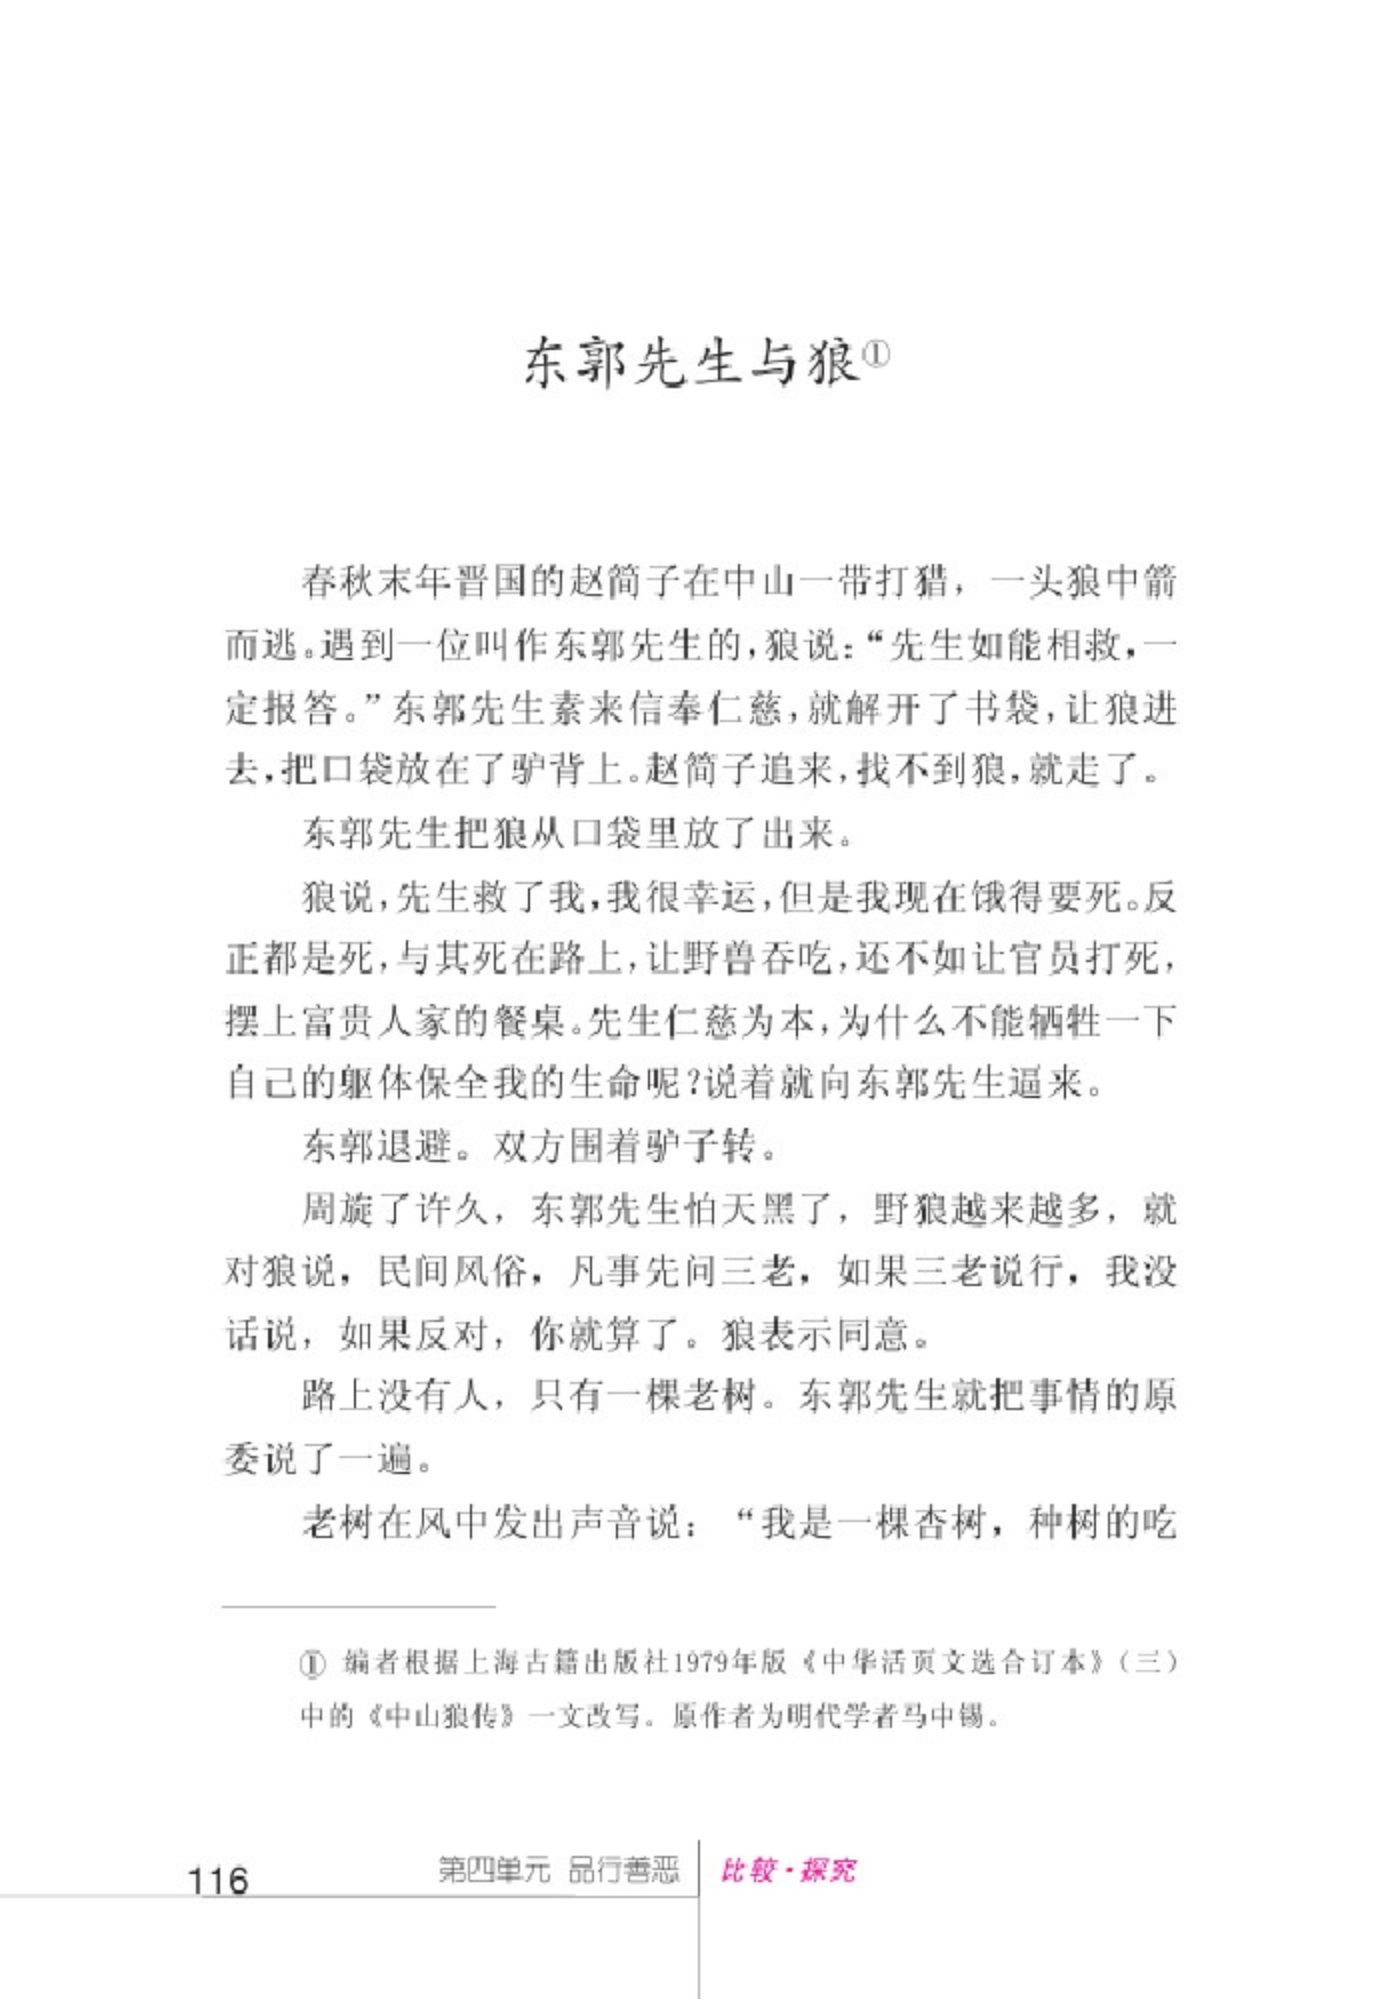 东郭先生与狼①
春秋末年晋国的赵简子在中山一带打猎，一头狼中箭
而逃。遇到一位叫作东郭先生的，狼说：“先生如能相救，一
定报答。”东郭先生素来信奉仁慈，就解开了书袋，让狼进
去，把口袋放在了驴背上。赵简子追来，找不到狼，就走了。
东郭先生把狼从口袋里放了出来。
狼说，先生救了我，我很幸运，但是我现在饿得要死。反
正都是死，与其死在路上，让野兽吞吃，还不如让官员打死，
摆上富贵人家的餐桌。先生仁慈为本，为什么不能牺牲一下
自己的躯体保全我的生命呢？说着就向东郭先生逼来。
东郭退避。双方围着驴子转。
周旋了许久，东郭先生怕天黑了，野狼越来越多，就
对狼说，民间风俗，凡事先问三老，如果三老说行，我没
话说，如果反对，你就算了。狼表示同意。
路上没有人，只有一棵老树。东郭先生就把事情的原
委说了一遍。
老树在风中发出声音说：“我是一棵杏树，种树的吃
① 编者根据上海古籍出版社1979年版《中华活页文选合订本》（三）
中的《中山狼传》一文改写。原作者为明代学者马中锡。
116 第四单元 品行善恶 比较·探究